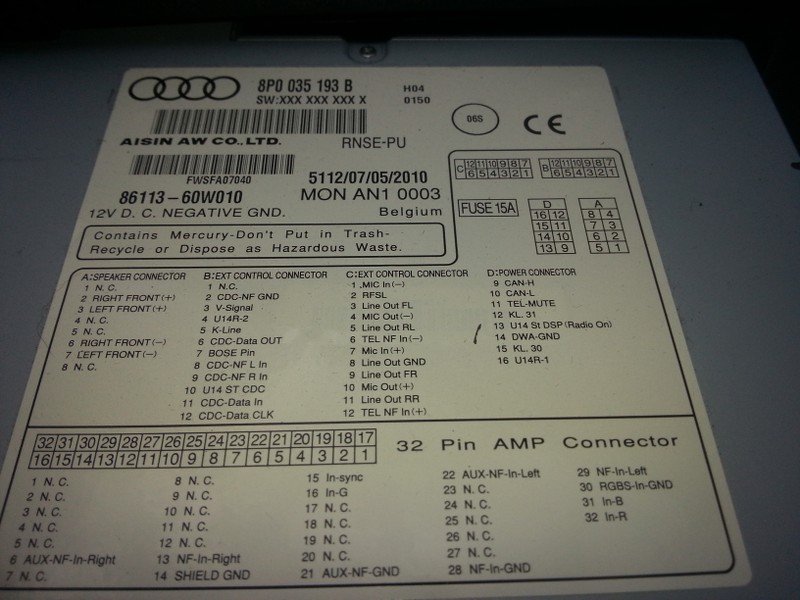 8P0 035 193 B
H04
SW:XXX XXX XXX X
0150
AISIN AW CO., LTD.
RNSE-PU
06S
CE
FWSFA07040
5112/07/05/2010
86113-60W010
MON AN1 0003
12V D. C. NEGATIVE GND.
Belgium
Contains Mercury-Don't Put in Trash-
Recycle or Dispose as Hazardous Waste.
C 12 11 10 9 8 7
6 5 4 3 2 1
B 12 11 10 9 8 7
6 5 4 3 2 1
FUSE 15A
D
16 12
15 11
14 10
13 9
A
8 4
7 3
6 2
5 1
A:SPEAKER CONNECTOR
1 N. C.
2 RIGHT FRONT(+)
3 LEFT FRONT(+)
4 N. C.
5 N. C.
6 RIGHT FRONT(-)
7 LEFT FRONT(-)
8 N. C.
B:EXT CONTROL CONNECTOR
1 N.C.
2 CDC-NF GND
3 V-Signal
4 U14R-2
5 K-Line
6 CDC-Data OUT
7 BOSE Pin
8 CDC-NF L In
9 CDC-NF R In
10 U14 ST CDC
11 CDC-Data In
12 CDC-Data CLK
C:EXT CONTROL CONNECTOR
1 MIC In(-)
2 RFSL
3 Line Out FL
4 MIC Out(-)
5 Line Out RL
6 TEL NF In(-)
7 Mic In(+)
8 Line Out GND
9 Line Out FR
10 Mic Out(+)
11 Line Out RR
12 TEL NF In(+)
D:POWER CONNECTOR
9 CAN-H
10 CAN-L
11 TEL-MUTE
12 KL. 31
13 U14 St DSP (Radio On)
14 DWA-GND
15 KL. 30
16 U14R-1
32 31 30 29 28 27 26 25 24 23 22 21 20 19 18 17
16 15 14 13 12 11 10 9 8 7 6 5 4 3 2 1
32 Pin AMP Connector
1 N. C.
2 N. C.
3 N. C.
4 N. C.
5 N. C.
6 AUX-NF-In-Right
7 N. C.
8 N. C.
9 N. C.
10 N. C.
11 N. C.
12 N. C.
13 NF-In-Right
14 SHIELD GND
15 In-sync
16 In-G
17 N. C.
18 N. C.
19 N. C.
20 N. C.
21 AUX-NF-GND
22 AUX-NF-In-Left
23 N. C.
24 N. C.
25 N. C.
26 N. C.
27 N. C.
28 NF-In-GND
29 NF-In-Left
30 RGBS-In-GND
31 In-B
32 In-R